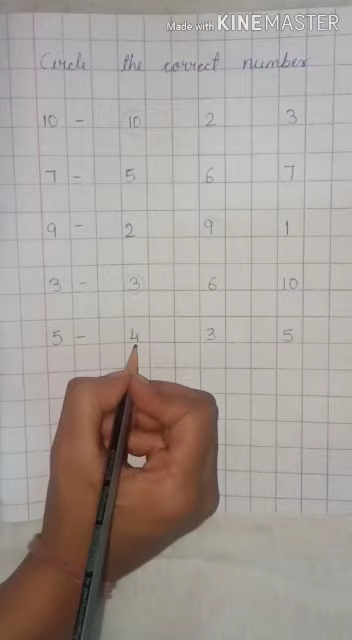 Made with KINEMASTER
Circle the correct number
10 - 10 2 3
7 - 5 6 7
9 - 2 9 1
3 - 3 6 10
5 - 4 3 5